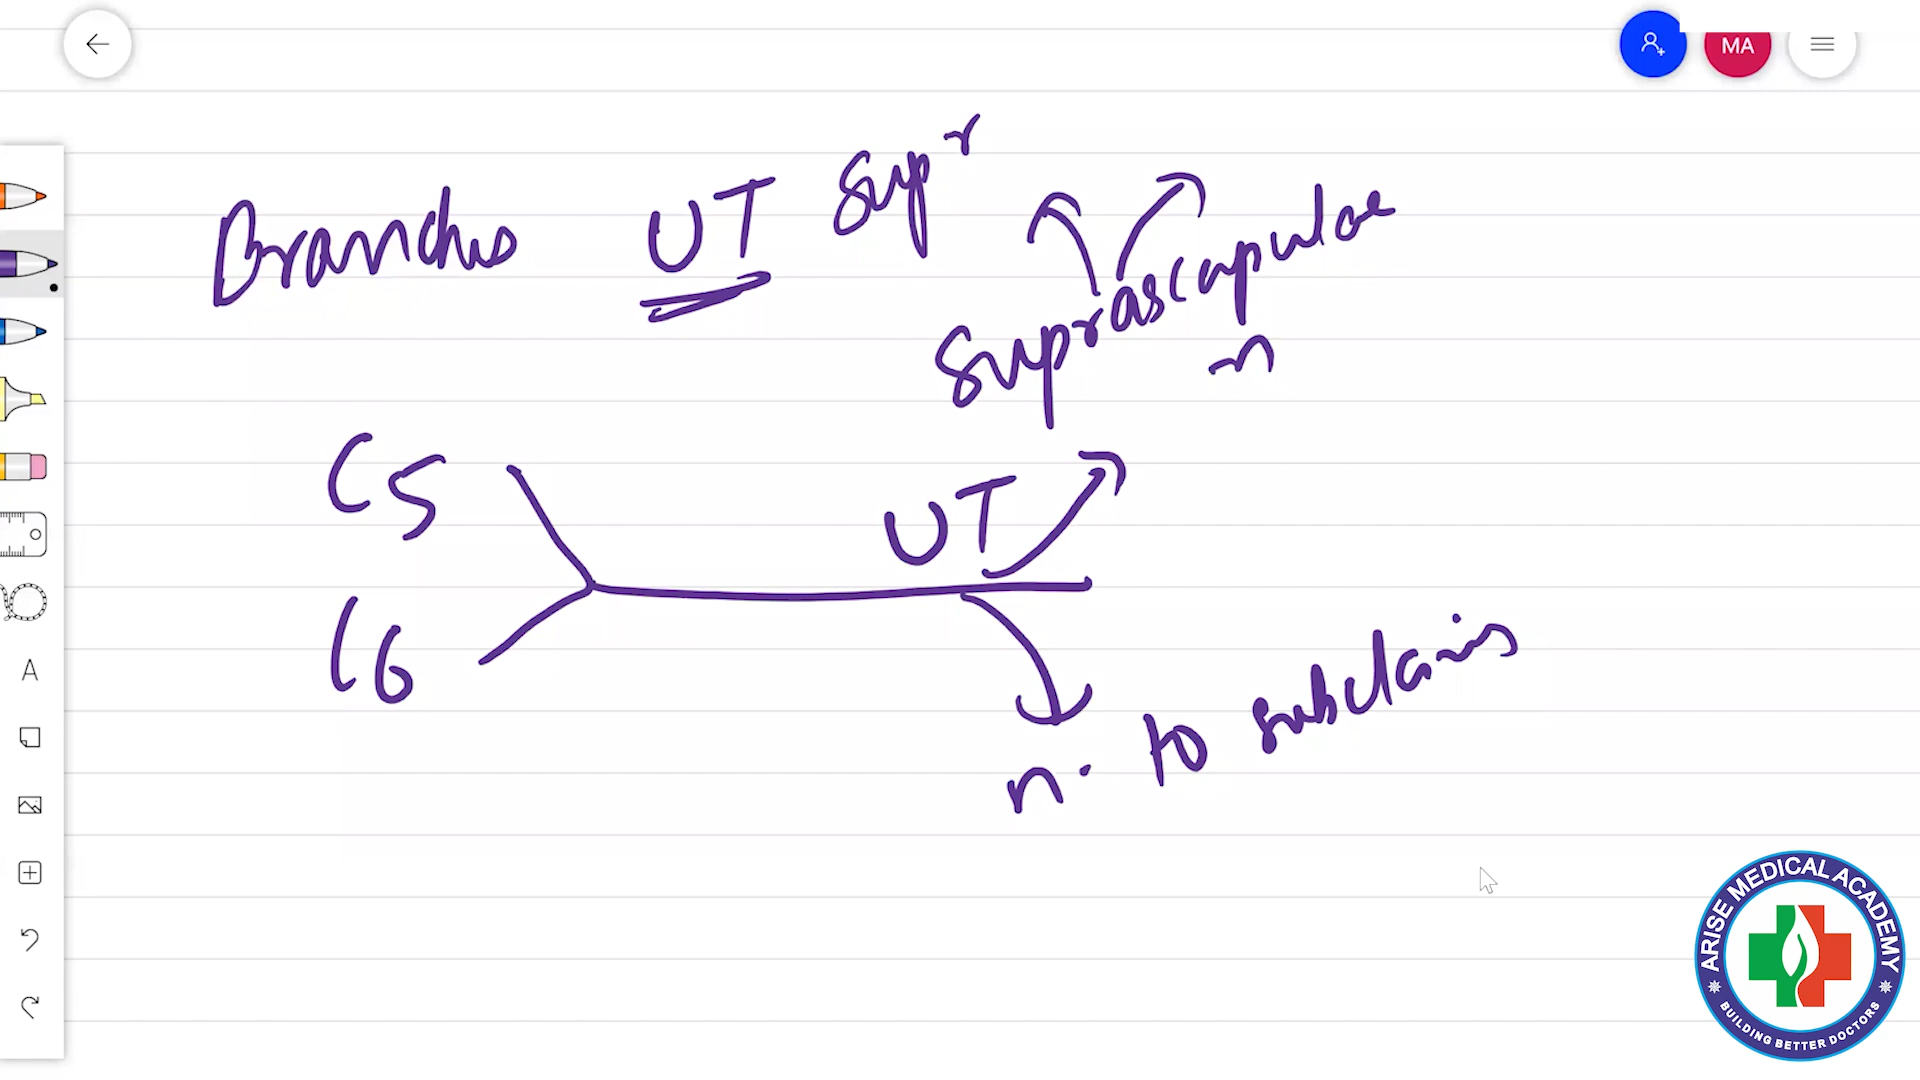 MA
Branches UT Supr
Suprascapular
n
C5
UT
C6
n. to subclavius
A
ARISE MEDICAL ACADEMY
BUILDING BETTER DOCTORS